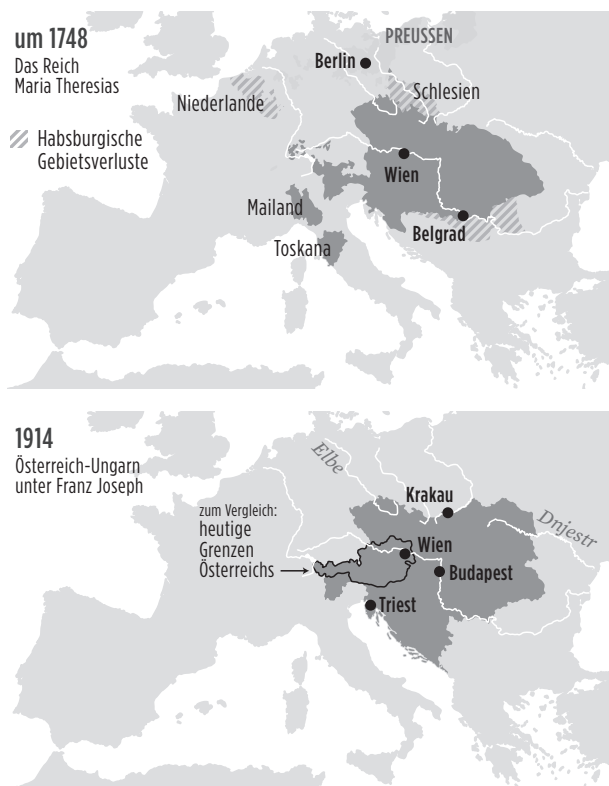 um 1748
Das Reich
Maria Theresias
Habsburgische
Gebietsverluste
PREUSSEN
Berlin
Niederlande
Schlesien
Wien
Mailand
Belgrad
Toskana
1914
Österreich-Ungarn
unter Franz Joseph
Elbe
Krakau
zum Vergleich:
heutige
Grenzen
Österreichs
Dnjestr
Wien
Budapest
Triest